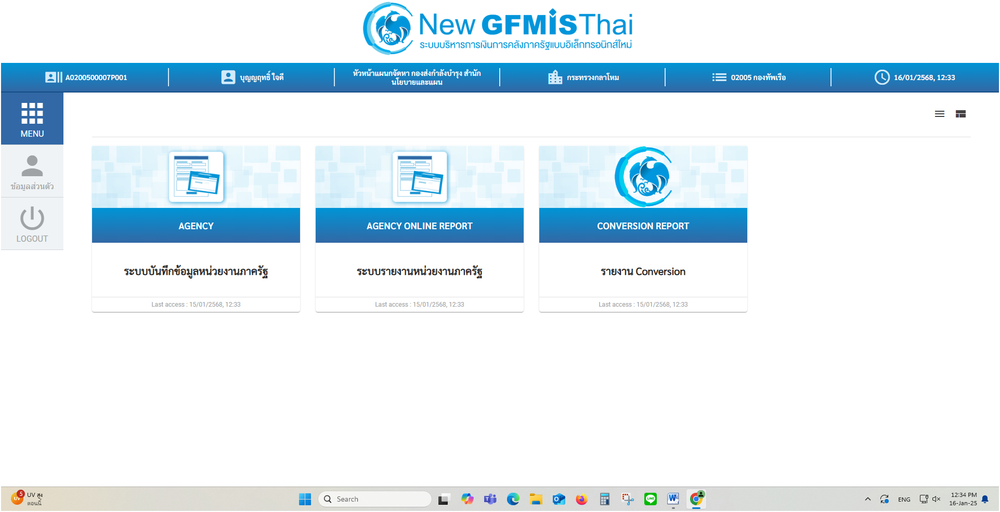 New GFMIS Thai
ระบบบริหารการเงินการคลังภาครัฐแบบอิเล็กทรอนิกส์ใหม่
A0200500007P001
บุญญฤทธิ์ ใจดี
หัวหน้าแผนกจัดหา กองส่งกำลังบำรุง สำนัก
นโยบายและแผน
กระทรวงกลาโหม
02005 กองทัพเรือ
16/01/2568, 12:33
MENU
ข้อมูลส่วนตัว
LOGOUT
AGENCY
ระบบบันทึกข้อมูลหน่วยงานภาครัฐ
Last access : 15/01/2568, 12:33
AGENCY ONLINE REPORT
ระบบรายงานหน่วยงานภาครัฐ
Last access : 15/01/2568, 12:33
CONVERSION REPORT
รายงาน Conversion
Last access : 15/01/2568, 12:33
5
UV
UV สูง
ตอนนี้
Search
LINE
ENG
12:34 PM
16-Jan-25